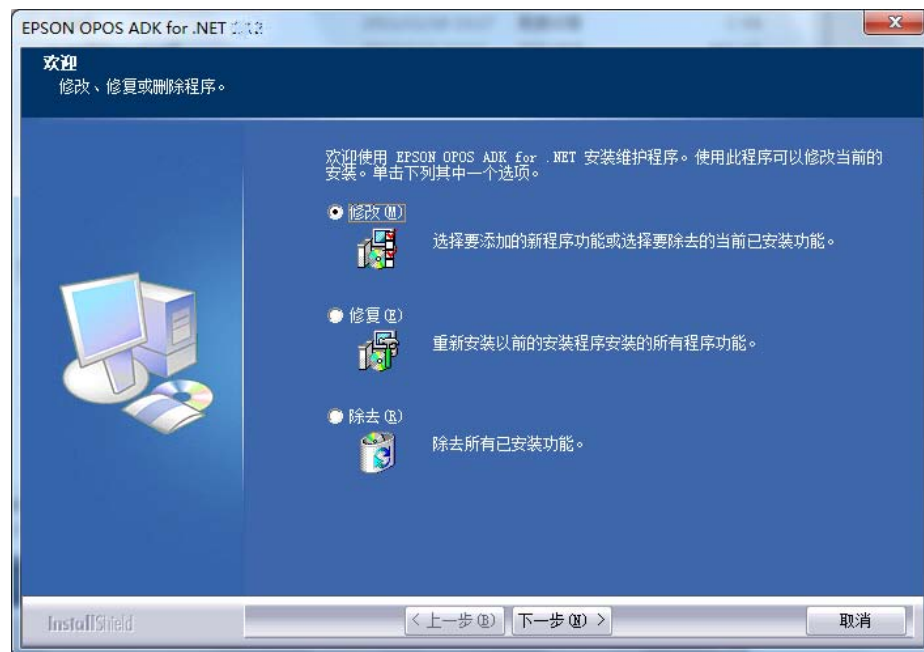 EPSON OPOS ADK for .NET
欢迎
修改、修复或删除程序。
欢迎使用 EPSON OPOS ADK for .NET 安装维护程序。使用此程序可以修改当前的
安装。单击下列其中一个选项。
修改(M)
选择要添加的新程序功能或选择要除去的当前已安装功能。
修复(E)
重新安装以前的安装程序安装的所有程序功能。
除去(R)
除去所有已安装功能。
InstallShield
<上一步(B) 下一步(N)> 取消